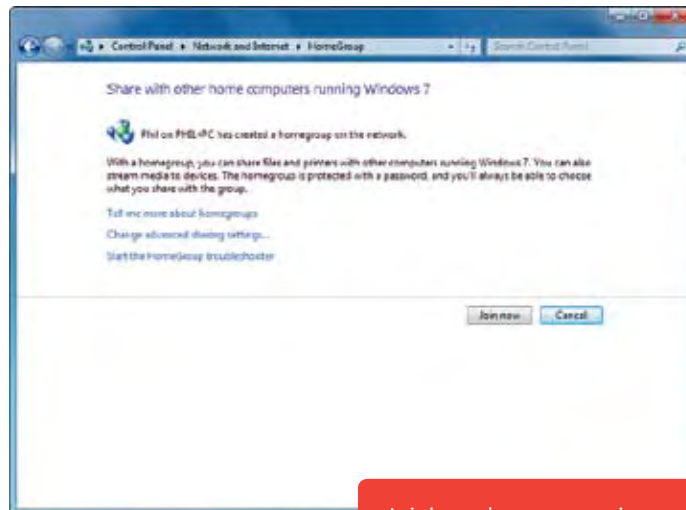 Control Panel ▸ Network and Internet ▸ HomeGroup
Search Control Panel
Share with other home computers running Windows 7
Phil on PHIL-PC has created a homegroup on the network.
With a homegroup, you can share files and printers with other computers running Windows 7. You can also
stream media to devices. The homegroup is protected with a password, and you'll always be able to choose
what you share with the group.
Tell me more about homegroups
Change advanced sharing settings...
Start the HomeGroup troubleshooter
Join now
Cancel